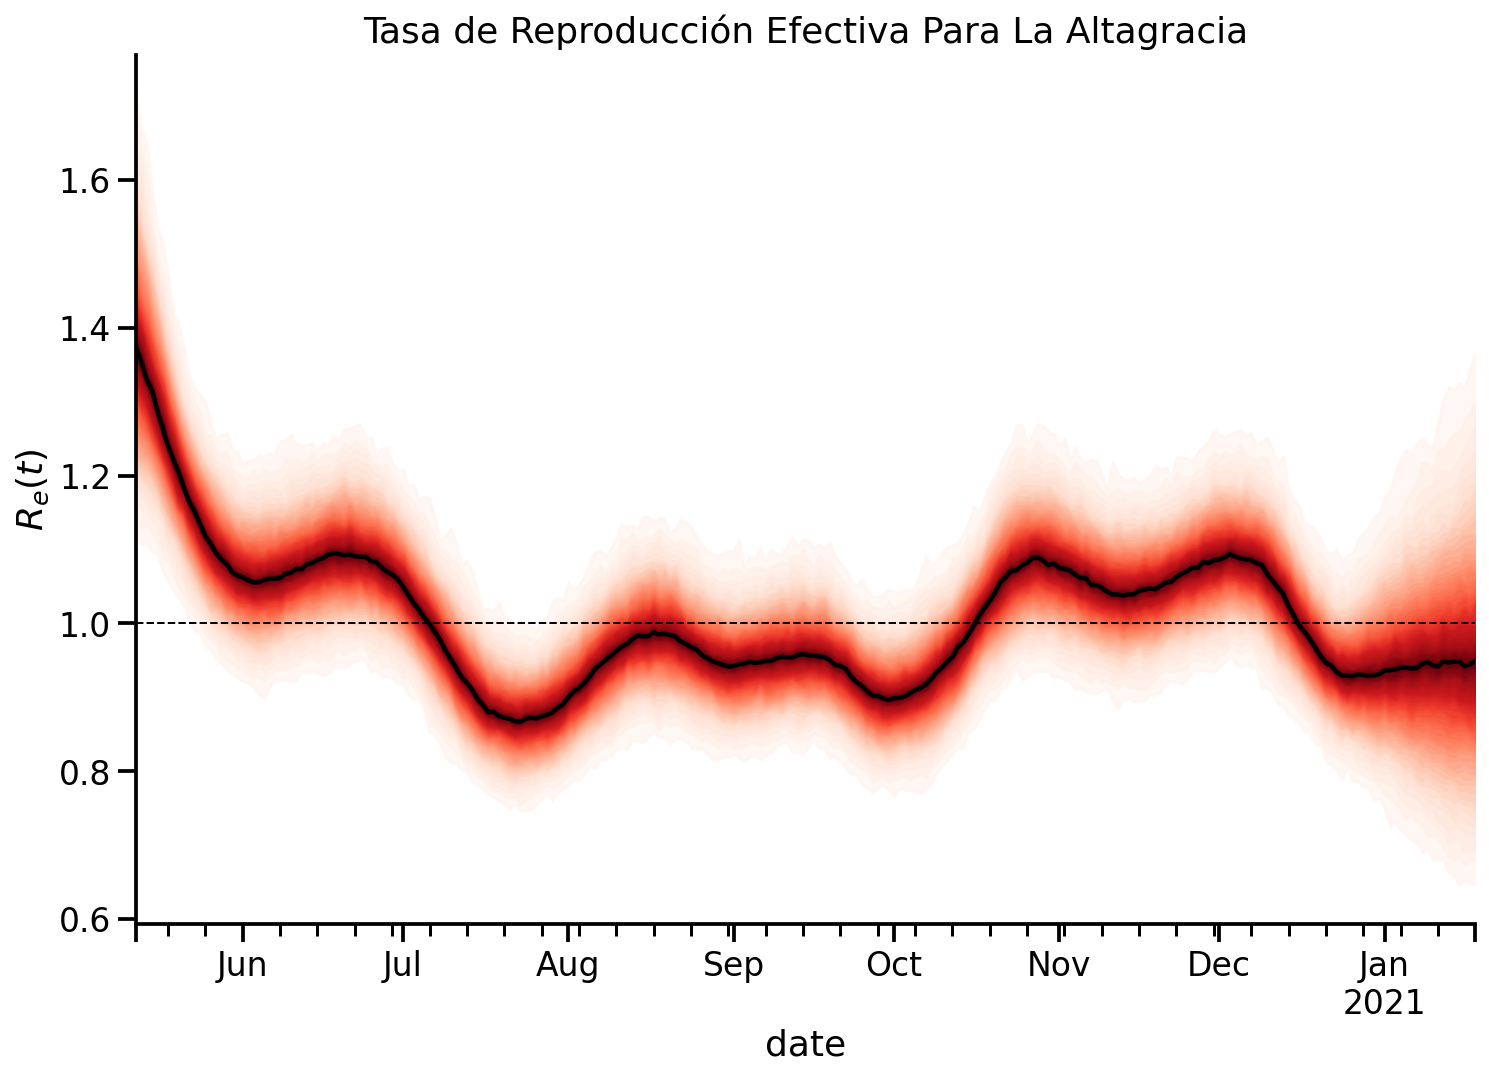 Tasa de Reproducción Efectiva Para La Altagracia
1.6
1.4
1.2
1.0
0.8
0.6
Rₑ(t)
Jun Jul Aug Sep Oct Nov Dec Jan
2021
date